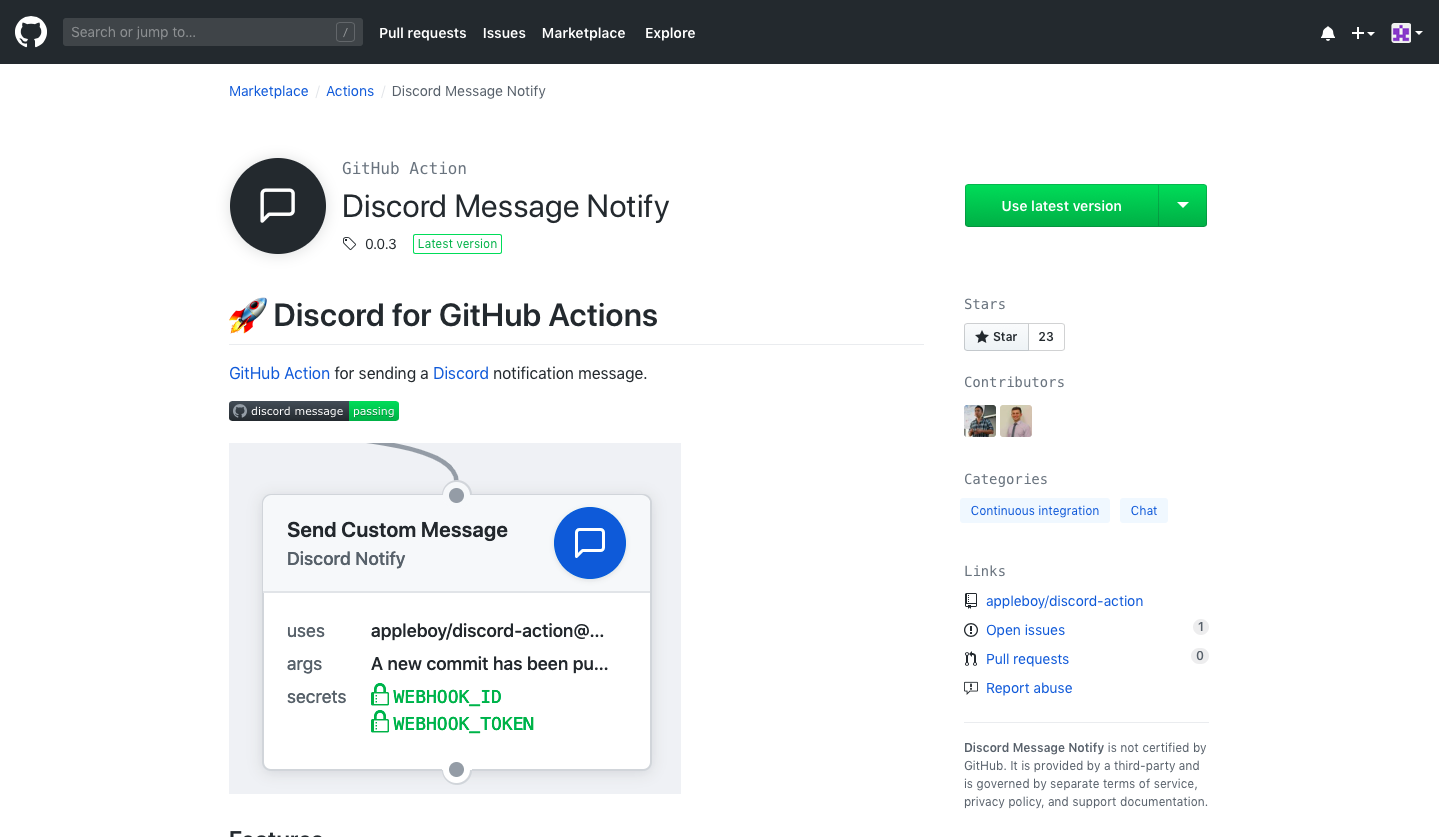 Search or jump to...
/
Pull requests Issues Marketplace Explore
Marketplace / Actions / Discord Message Notify
GitHub Action
Discord Message Notify
0.0.3 Latest version
Use latest version
🚀 Discord for GitHub Actions
GitHub Action for sending a Discord notification message.
discord message passing
Send Custom Message
Discord Notify
uses appleboy/discord-action@...
args A new commit has been pu...
secrets WEBHOOK_ID
WEBHOOK_TOKEN
Features
Stars
Star 23
Contributors
Categories
Continuous integration Chat
Links
appleboy/discord-action
Open issues 1
Pull requests 0
Report abuse
Discord Message Notify is not certified by
GitHub. It is provided by a third-party and
is governed by separate terms of service,
privacy policy, and support documentation.